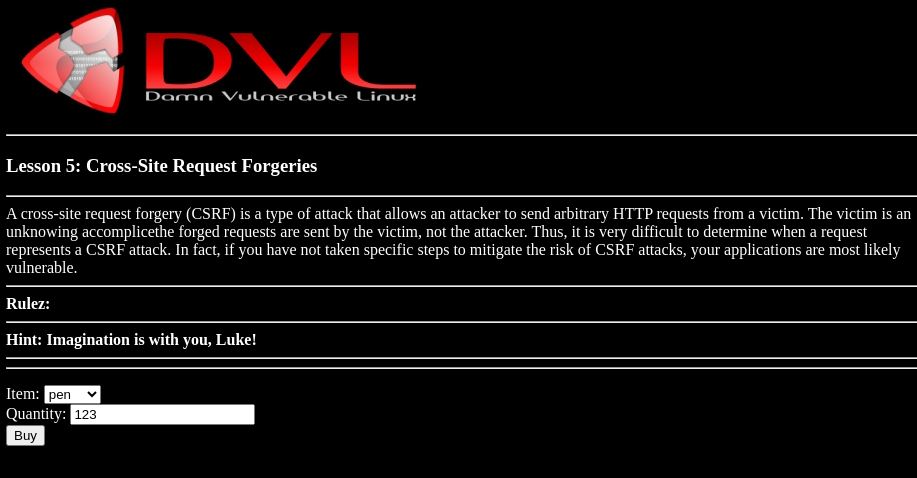 DVL
Damn Vulnerable Linux
Lesson 5: Cross-Site Request Forgeries
A cross-site request forgery (CSRF) is a type of attack that allows an attacker to send arbitrary HTTP requests from a victim. The victim is an
unknowing accomplicethe forged requests are sent by the victim, not the attacker. Thus, it is very difficult to determine when a request
represents a CSRF attack. In fact, if you have not taken specific steps to mitigate the risk of CSRF attacks, your applications are most likely
vulnerable.
Rulez:
Hint: Imagination is with you, Luke!
Item: pen
Quantity: 123
Buy